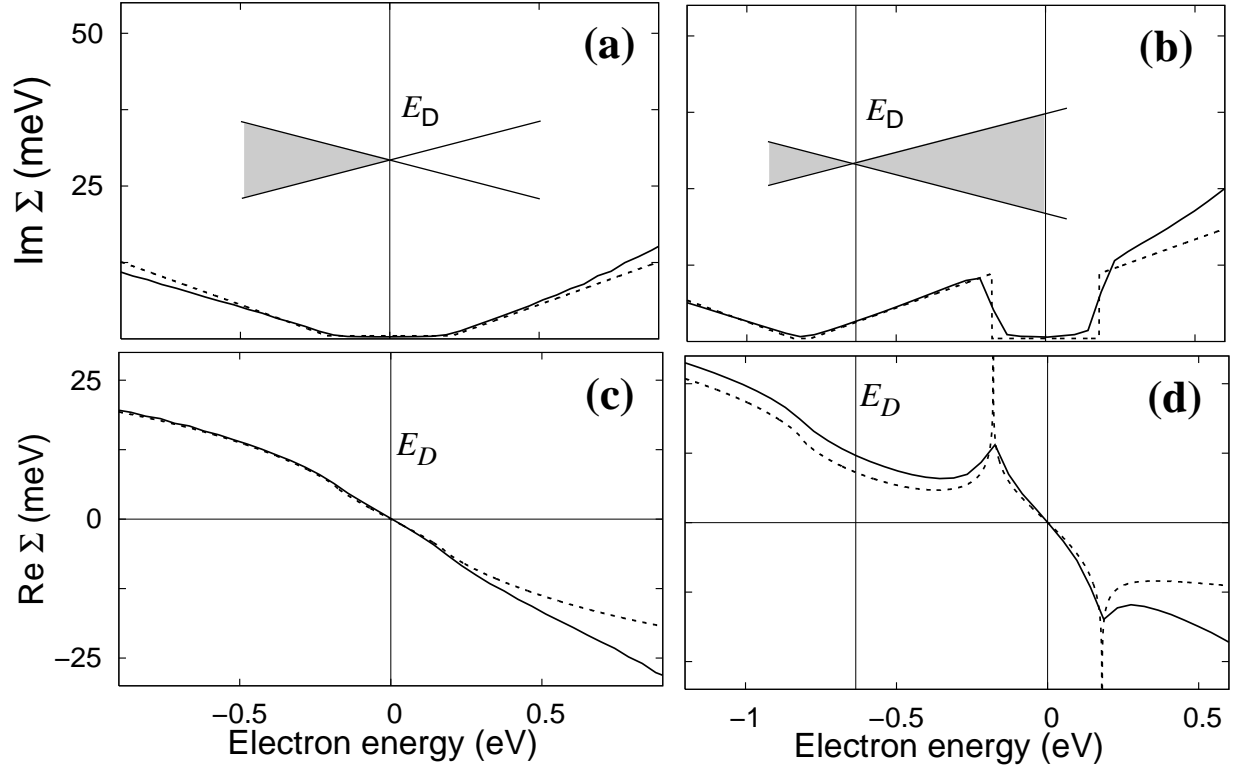 50
25
Im Σ (meV)
(a)
E_D
(b)
E_D
25
0
−25
Re Σ (meV)
(c)
E_D
(d)
E_D
−0.5
0
0.5
Electron energy (eV)
−1
−0.5
0
0.5
Electron energy (eV)